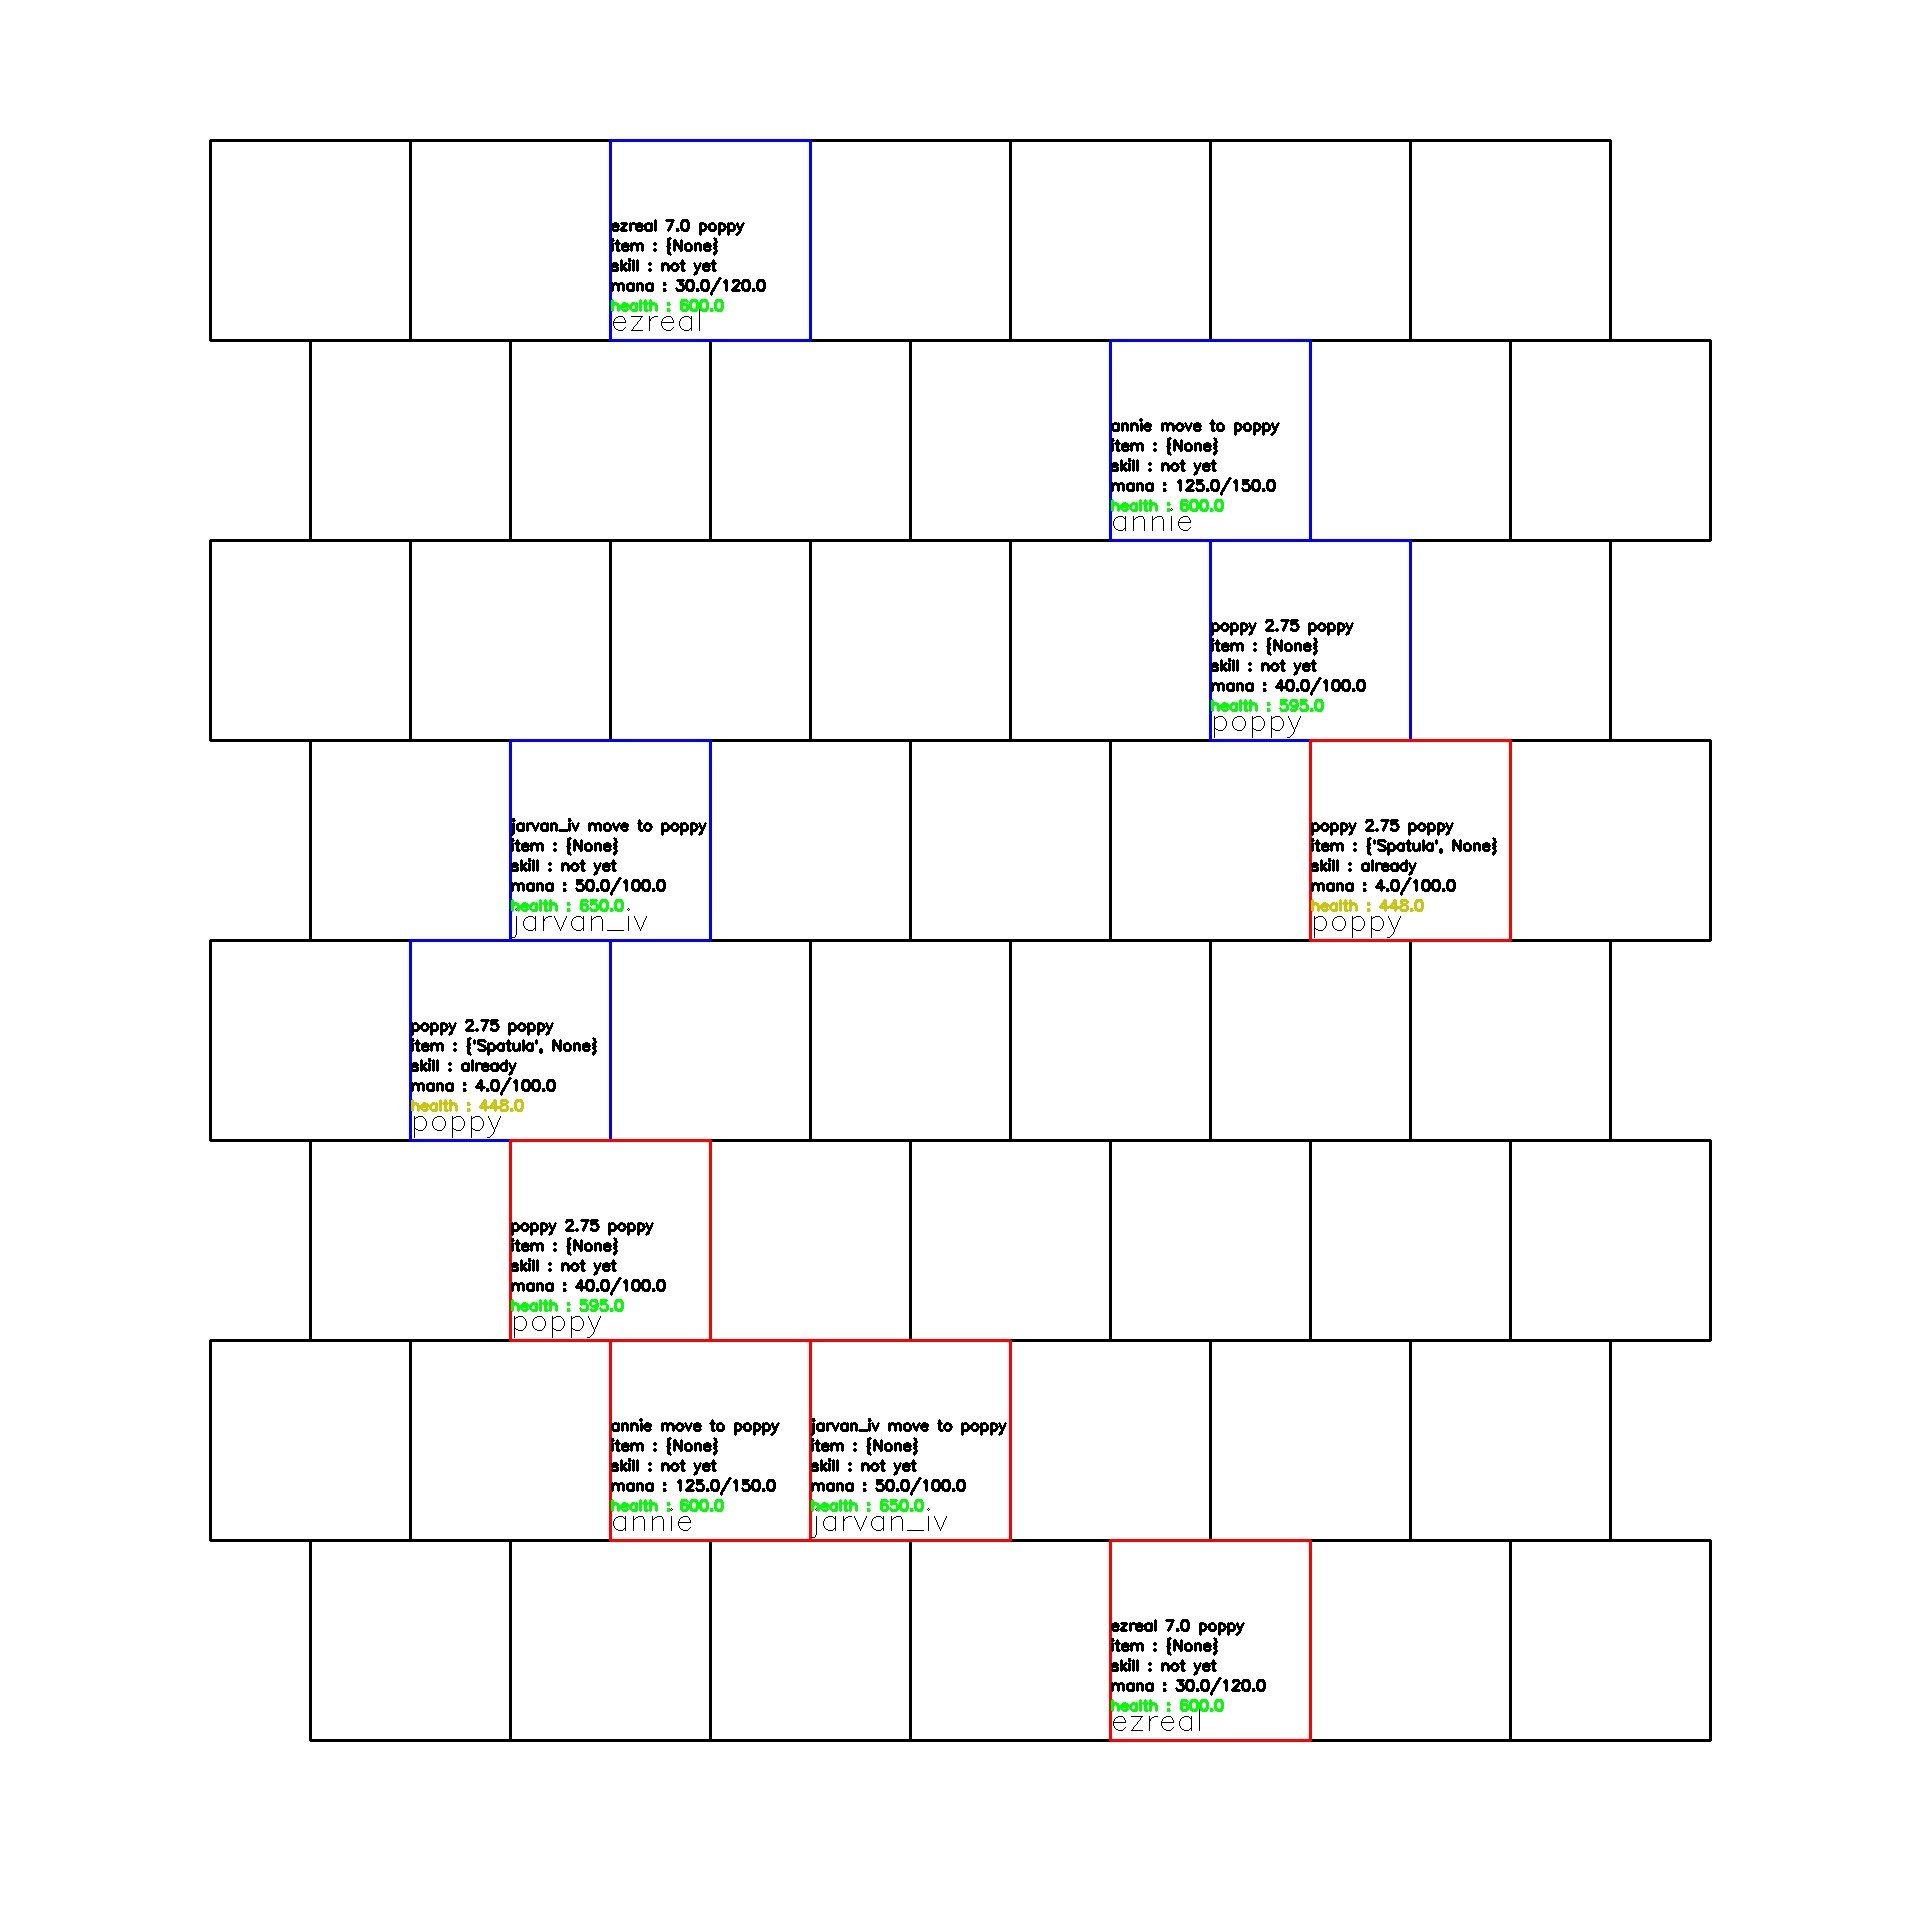 ezreal 7.0 poppy
item : {None}
skill : not yet
mana : 30.0/120.0
health : 600.0
ezreal
annie move to poppy
item : {None}
skill : not yet
mana : 125.0/150.0
health : 600.0
annie
poppy 2.75 poppy
item : {None}
skill : not yet
mana : 40.0/100.0
health : 595.0
poppy
jarvan_iv move to poppy
item : {None}
skill : not yet
mana : 50.0/100.0
health : 650.0
jarvan_iv
poppy 2.75 poppy
item : {'Spatula', None}
skill : already
mana : 4.0/100.0
health : 448.0
poppy
poppy 2.75 poppy
item : {'Spatula', None}
skill : already
mana : 4.0/100.0
health : 448.0
poppy
poppy 2.75 poppy
item : {None}
skill : not yet
mana : 40.0/100.0
health : 595.0
poppy
annie move to poppy
item : {None}
skill : not yet
mana : 125.0/150.0
health : 600.0
annie
jarvan_iv move to poppy
item : {None}
skill : not yet
mana : 50.0/100.0
health : 650.0
jarvan_iv
ezreal 7.0 poppy
item : {None}
skill : not yet
mana : 30.0/120.0
health : 600.0
ezreal